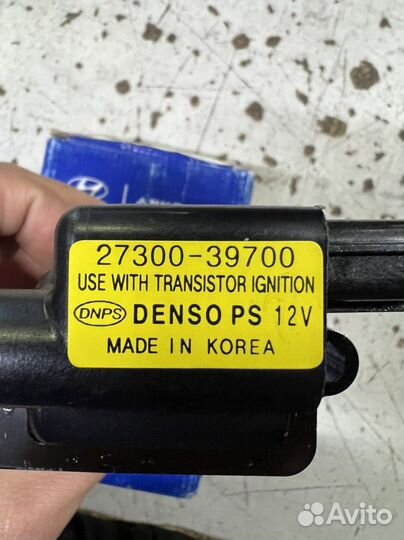 27300-39700
USE WITH TRANSISTOR IGNITION
DNPS DENSO PS 12V
MADE IN KOREA
Avito